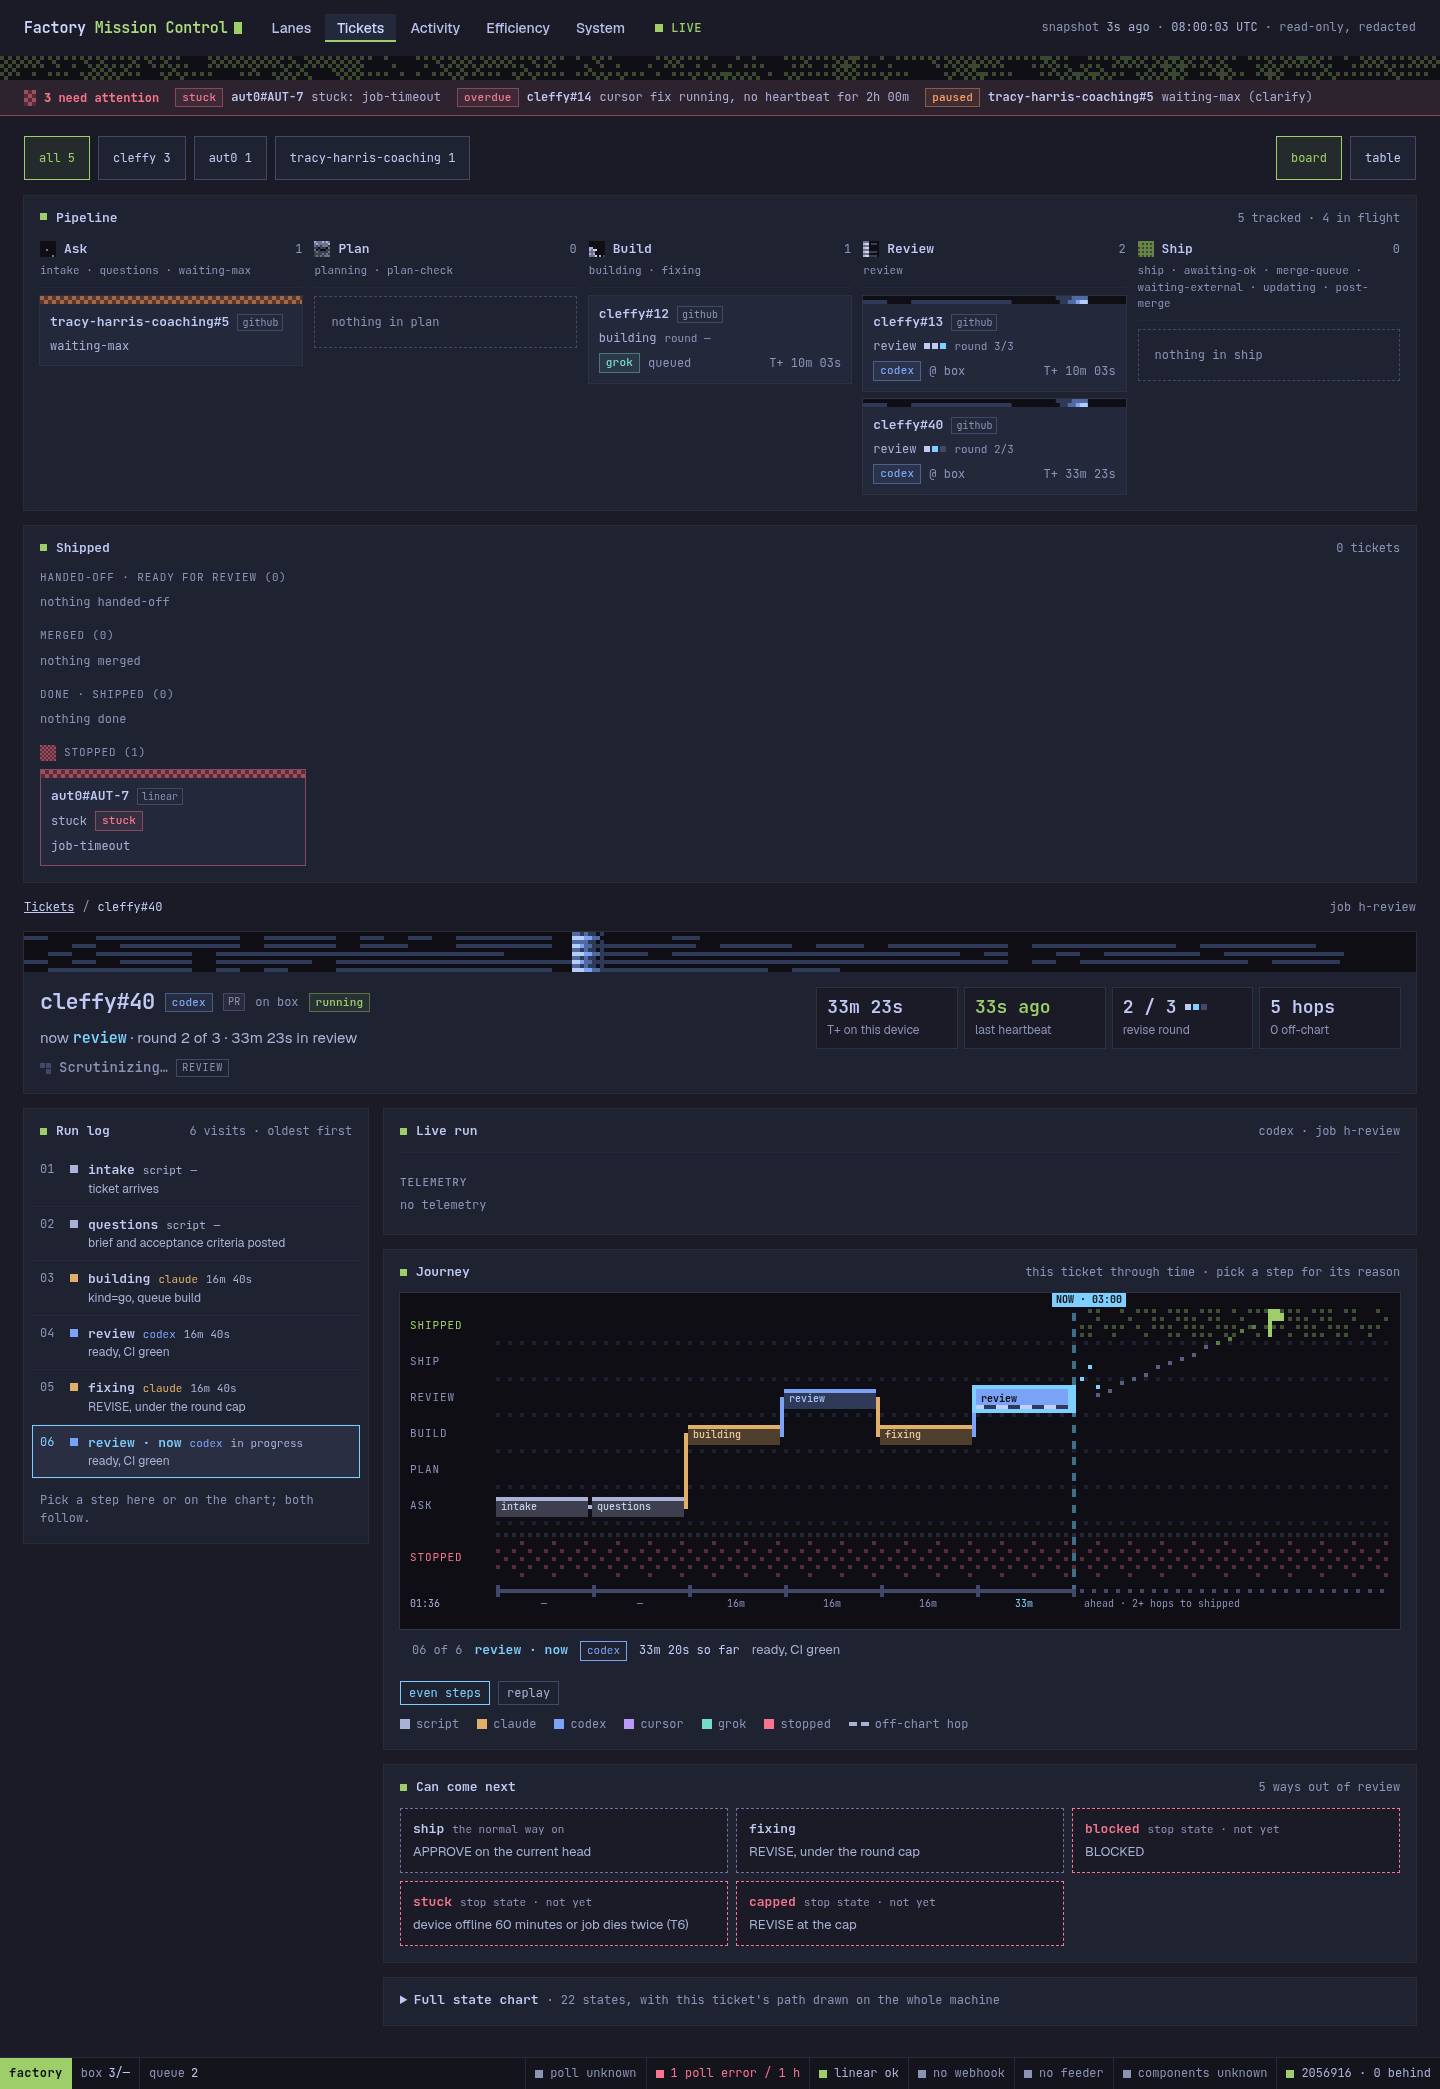 Factory Mission Control
Lanes Tickets Activity Efficiency System LIVE
snapshot 3s ago · 08:00:03 UTC · read-only, redacted
3 need attention stuck aut0#AUT-7 stuck: job-timeout overdue cleffy#14 cursor fix running, no heartbeat for 2h 00m paused tracy-harris-coaching#5 waiting-max (clarify)
all 5 cleffy 3 aut0 1 tracy-harris-coaching 1 board table
Pipeline 5 tracked · 4 in flight
Ask 1
intake · questions · waiting-max
tracy-harris-coaching#5 github
waiting-max
Plan 0
planning · plan-check
nothing in plan
Build 1
building · fixing
cleffy#12 github
building round —
grok queued T+ 10m 03s
Review 2
review
cleffy#13 github
review round 3/3
codex @ box T+ 10m 03s
cleffy#40 github
review round 2/3
codex @ box T+ 33m 23s
Ship 0
ship · awaiting-ok · merge-queue ·
waiting-external · updating · post-
merge
nothing in ship
Shipped 0 tickets
HANDED-OFF · READY FOR REVIEW (0)
nothing handed-off
MERGED (0)
nothing merged
DONE · SHIPPED (0)
nothing done
STOPPED (1)
aut0#AUT-7 linear
stuck stuck
job-timeout
Tickets / cleffy#40 job h-review
cleffy#40 codex PR on box running
now review · round 2 of 3 · 33m 23s in review
Scrutinizing… REVIEW
33m 23s
T+ on this device
33s ago
last heartbeat
2 / 3
revise round
5 hops
0 off-chart
Run log 6 visits · oldest first
01 intake script —
ticket arrives
02 questions script —
brief and acceptance criteria posted
03 building claude 16m 40s
kind=go, queue build
04 review codex 16m 40s
ready, CI green
05 fixing claude 16m 40s
REVISE, under the round cap
06 review · now codex in progress
ready, CI green
Pick a step here or on the chart; both
follow.
Live run codex · job h-review
TELEMETRY
no telemetry
Journey this ticket through time · pick a step for its reason
NOW · 03:00
SHIPPED
SHIP
REVIEW review review
BUILD building fixing
PLAN
ASK intake questions
STOPPED
01:36 — — 16m 16m 16m 33m ahead · 2+ hops to shipped
06 of 6 review · now codex 33m 20s so far ready, CI green
even steps replay
script claude codex cursor grok stopped off-chart hop
Can come next 5 ways out of review
ship the normal way on
APPROVE on the current head
fixing
REVISE, under the round cap
blocked stop state · not yet
BLOCKED
stuck stop state · not yet
device offline 60 minutes or job dies twice (T6)
capped stop state · not yet
REVISE at the cap
Full state chart · 22 states, with this ticket's path drawn on the whole machine
factory box 3/— queue 2 poll unknown 1 poll error / 1 h linear ok no webhook no feeder components unknown 2056916 · 0 behind